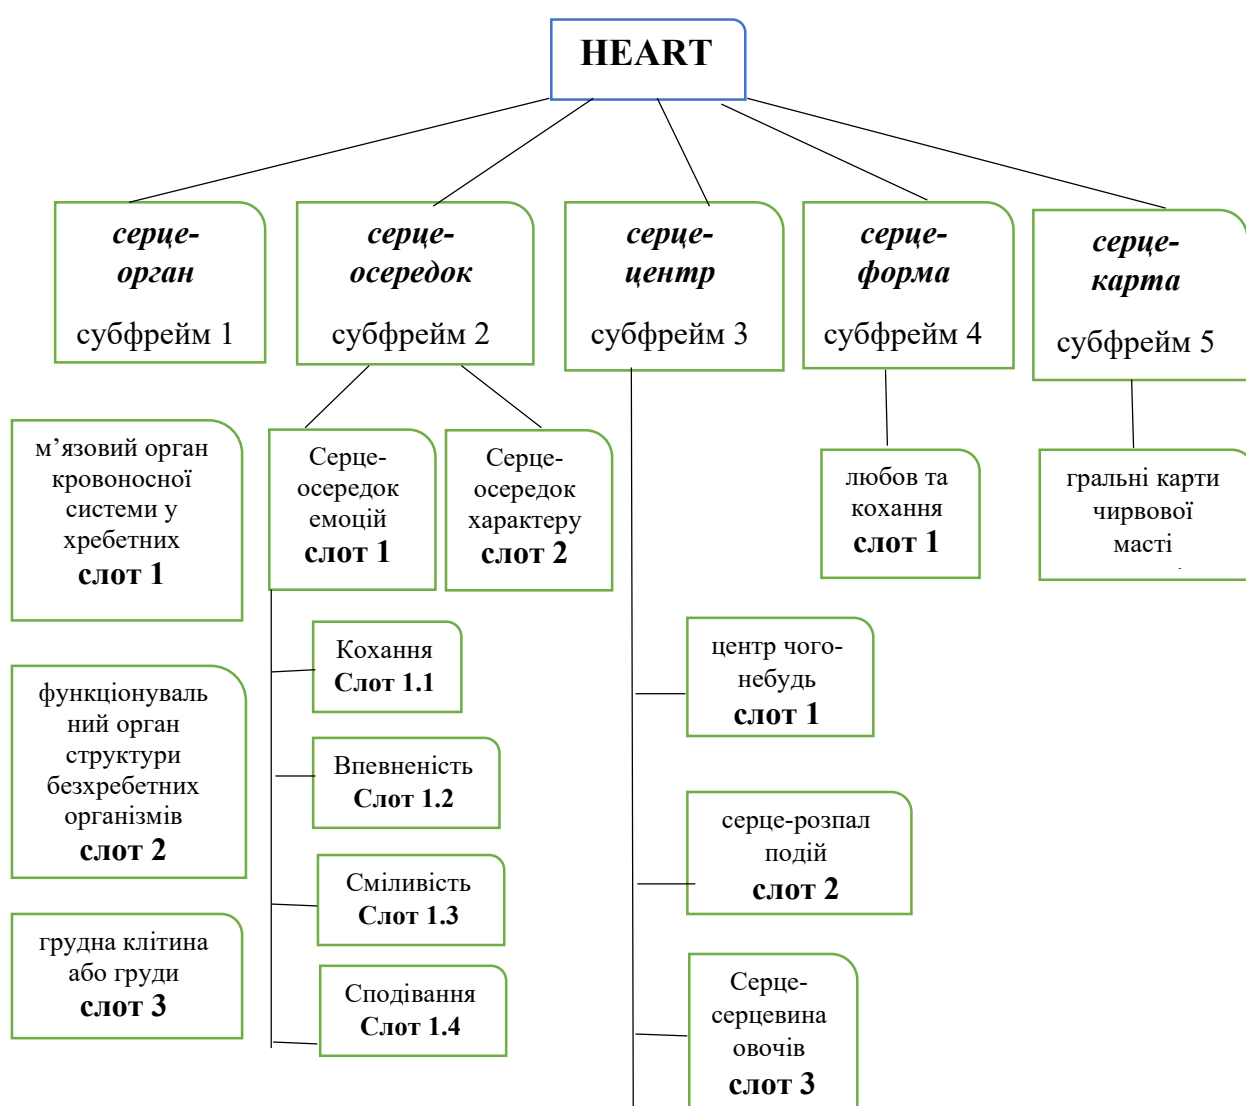 HEART
серце-
орган
субфрейм 1
серце-
осередок
субфрейм 2
серце-
центр
субфрейм 3
серце-
форма
субфрейм 4
серце-
карта
субфрейм 5
м’язовий орган
кровоносної
системи у
хребетних
слот 1
функціонуваль
ний орган
структури
безхребетних
організмів
слот 2
грудна клітина
або груди
слот 3
Серце-
осередок
емоцій
слот 1
Серце-
осередок
характеру
слот 2
Кохання
Слот 1.1
Впевненість
Слот 1.2
Сміливість
Слот 1.3
Сподівання
Слот 1.4
центр чого-
небудь
слот 1
серце-розпал
подій
слот 2
Серце-
серцевина
овочів
слот 3
любов та
кохання
слот 1
гральні карти
чирвової
масті